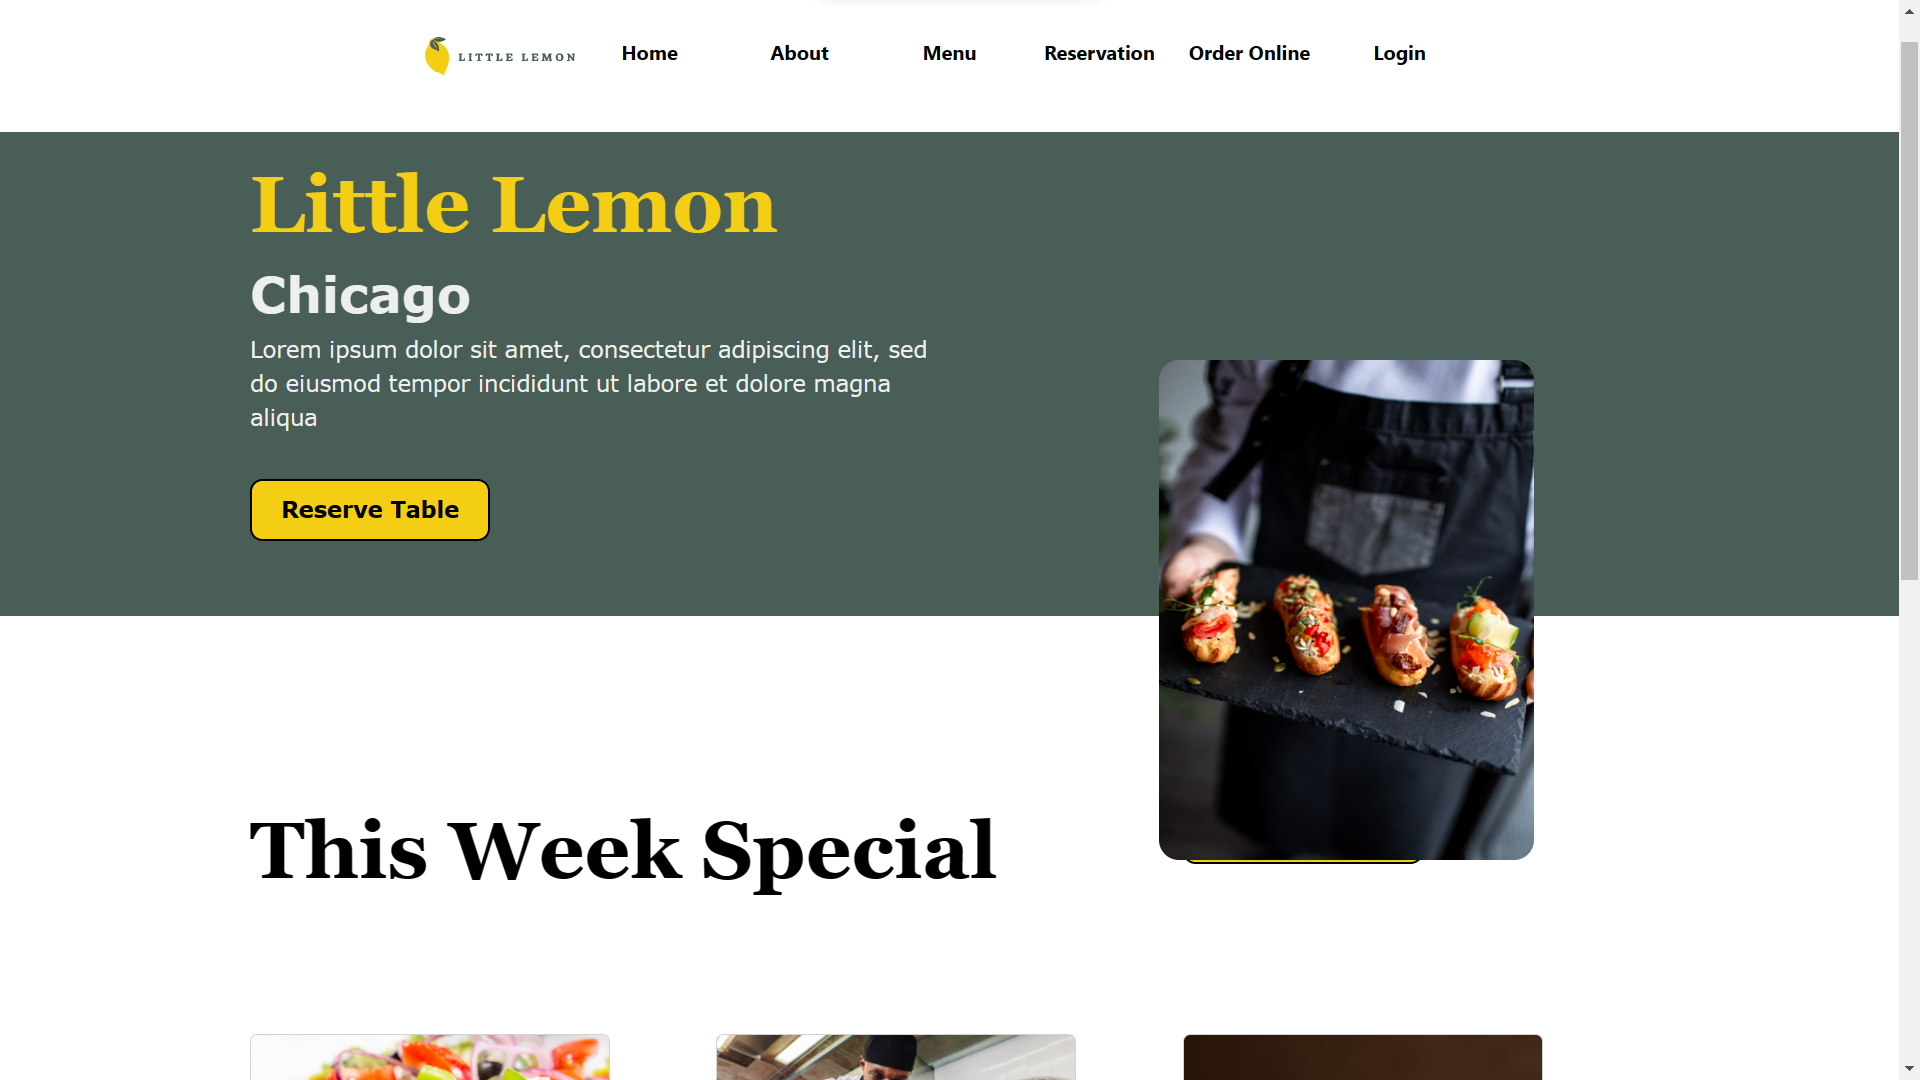 LITTLE LEMON
Home
About
Menu
Reservation
Order Online
Login
Little Lemon
Chicago
Lorem ipsum dolor sit amet, consectetur adipiscing elit, sed
do eiusmod tempor incididunt ut labore et dolore magna
aliqua
Reserve Table
This Week Special